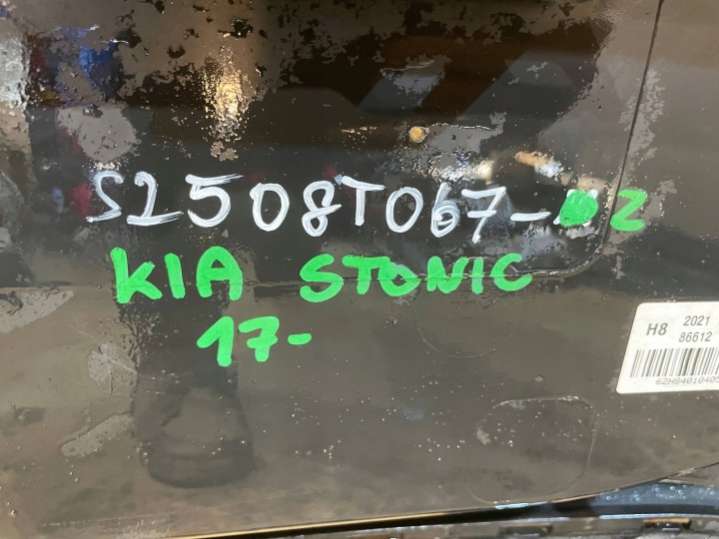 S2508T067-2
KIA STONIC
17-
H8 2021
86612